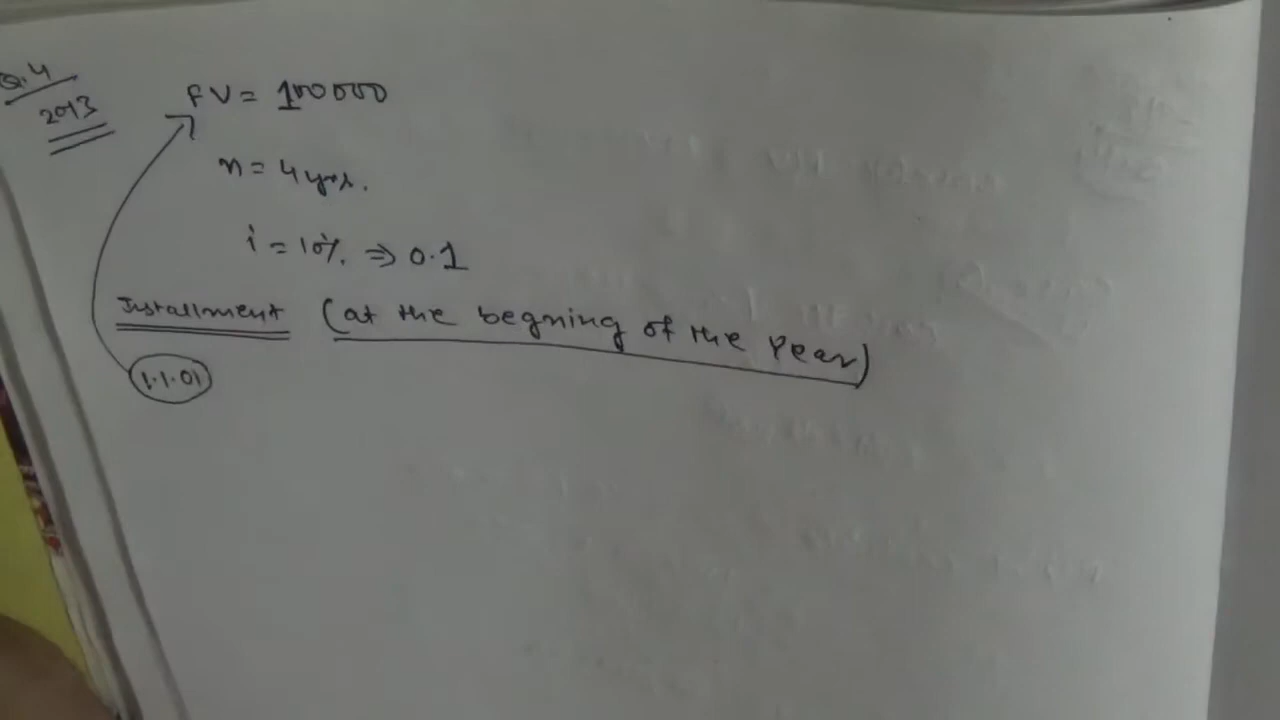 Q.4
2013
FV = 100000
n = 4 yrs.
i = 10% ⇒ 0.1
Installment (at the begning of the year)
1.1.01